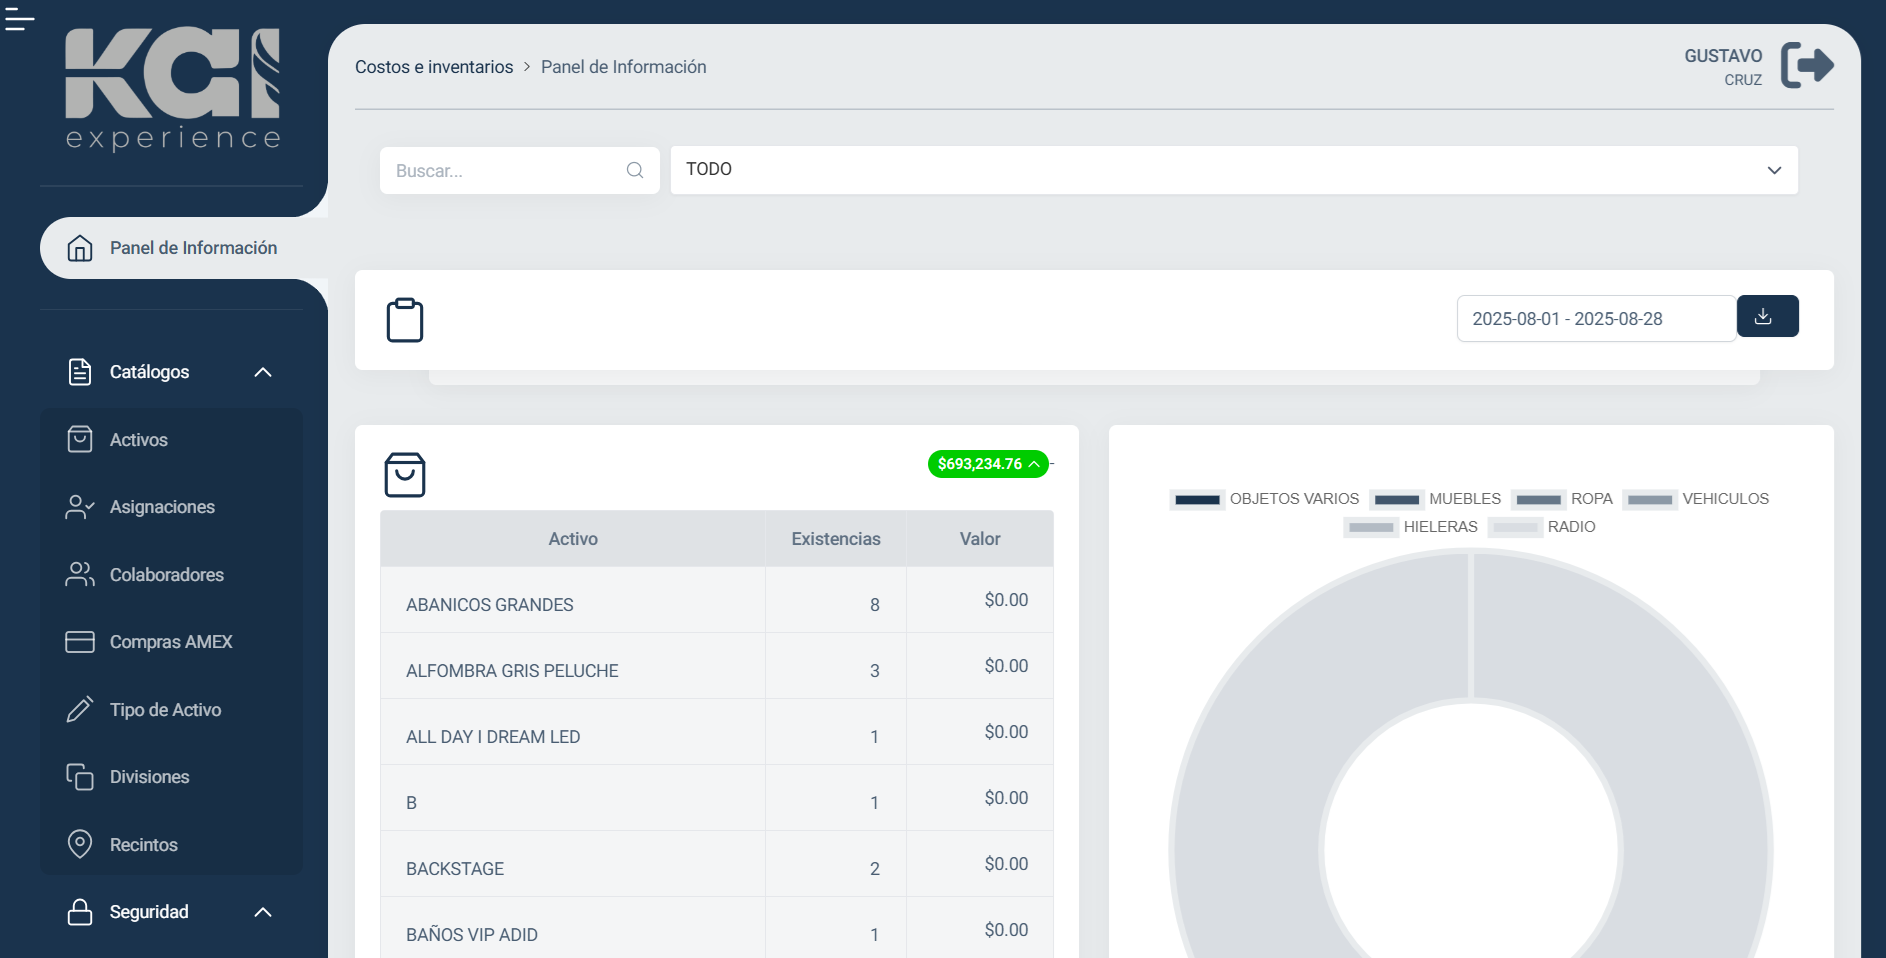 KAI
experience
Panel de Información
Catálogos
Activos
Asignaciones
Colaboradores
Compras AMEX
Tipo de Activo
Divisiones
Recintos
Seguridad
Costos e inventarios > Panel de Información
GUSTAVO
CRUZ
Buscar...
TODO
2025-08-01 - 2025-08-28
$693,234.76 -
Activo Existencias Valor
ABANICOS GRANDES 8 $0.00
ALFOMBRA GRIS PELUCHE 3 $0.00
ALL DAY I DREAM LED 1 $0.00
B 1 $0.00
BACKSTAGE 2 $0.00
BAÑOS VIP ADID 1 $0.00
OBJETOS VARIOS MUEBLES ROPA VEHICULOS
HIELERAS RADIO